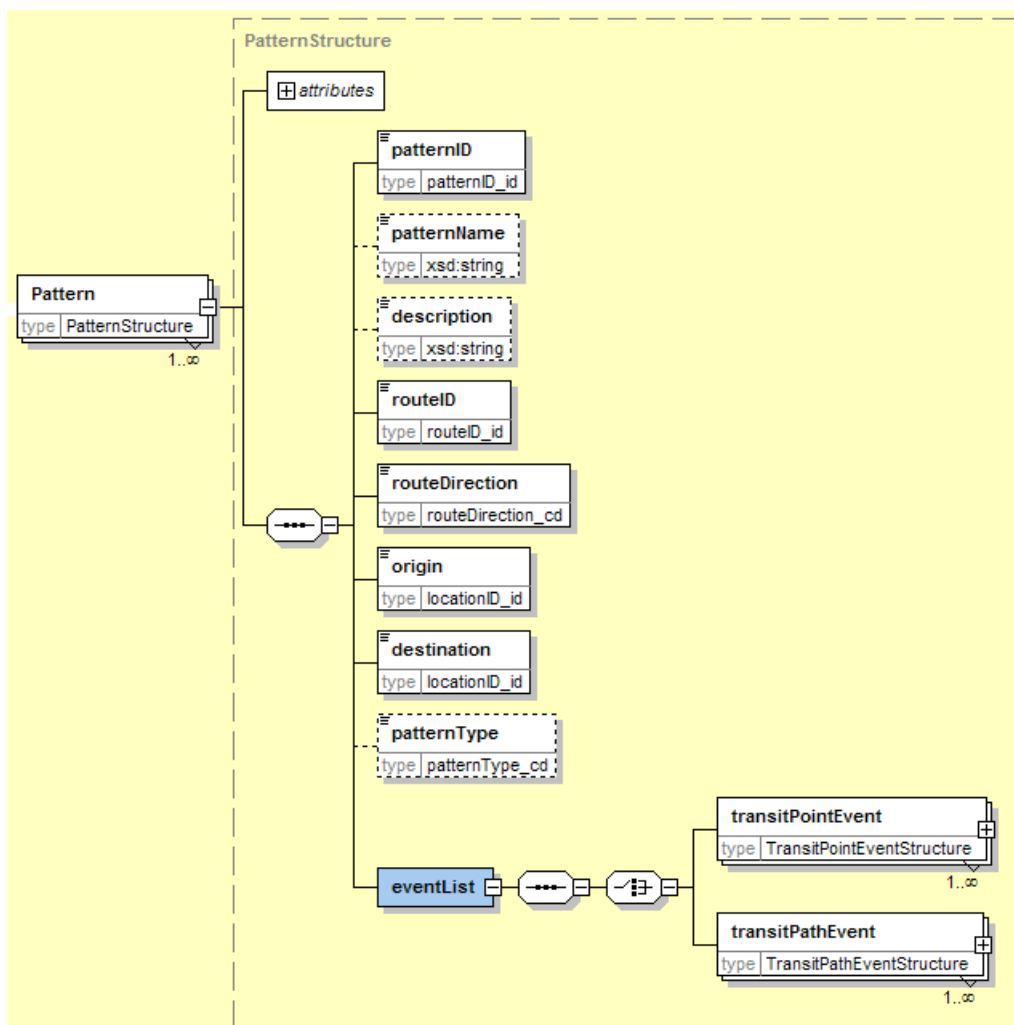 PatternStructure
attributes
patternID
type patternID_id
patternName
type xsd:string
description
type xsd:string
Pattern
type PatternStructure
1..∞
routeID
type routeID_id
routeDirection
type routeDirection_cd
origin
type locationID_id
destination
type locationID_id
patternType
type patternType_cd
transitPointEvent
type TransitPointEventStructure
1..∞
eventList
transitPathEvent
type TransitPathEventStructure
1..∞